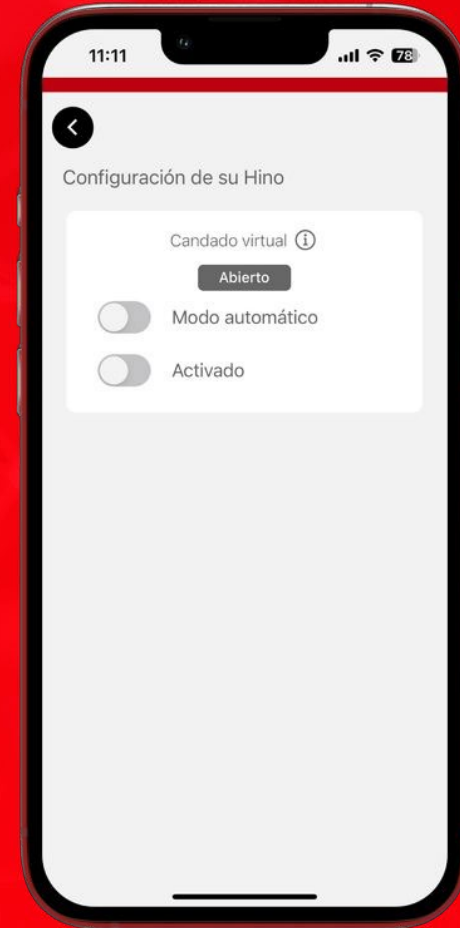 11:11
78
Configuración de su Hino
Candado virtual
Abierto
Modo automático
Activado